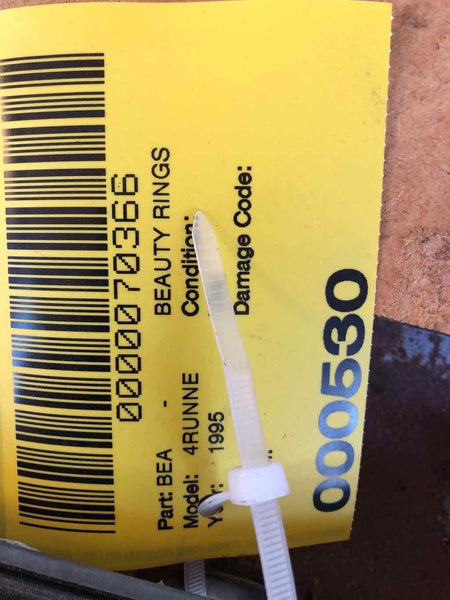 0000070366
Part: BEA - BEAUTY RINGS
Model: 4RUNNE Condition:
1995
Damage Code:
000530